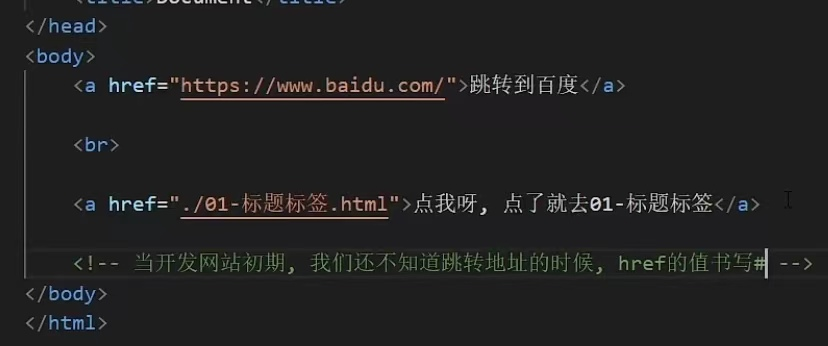 <title>Document</title>
</head>
<body>
<a href="https://www.baidu.com/">跳转到百度</a>
<br>
<a href="./01-标题标签.html">点我呀, 点了就去01-标题标签</a>
<!-- 当开发网站初期, 我们还不知道跳转地址的时候, href的值书写# -->
</body>
</html>